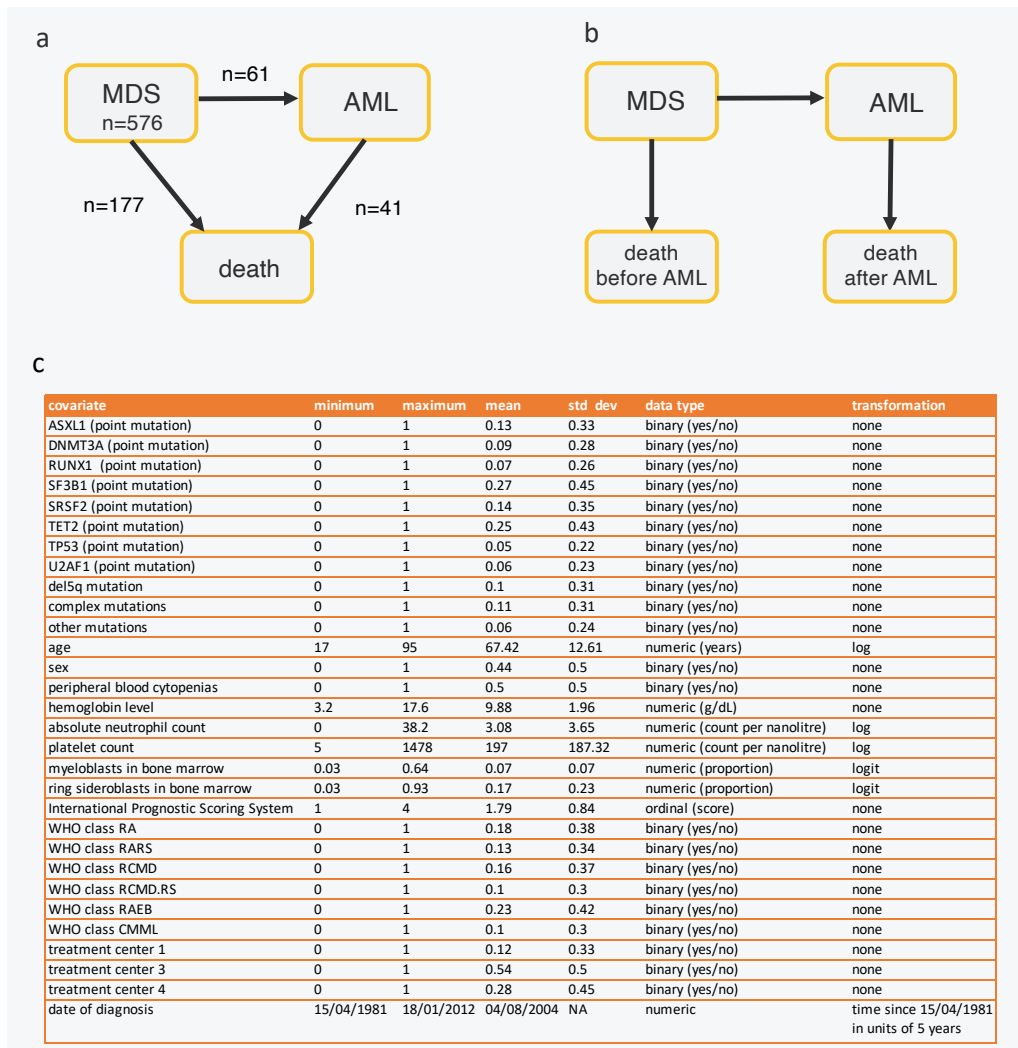 a
MDS
n=576
n=61
AML
n=177
n=41
death
b
MDS
AML
death
before AML
death
after AML
c
covariate minimum maximum mean std dev data type transformation
ASXL1 (point mutation) 0 1 0.13 0.33 binary (yes/no) none
DNMT3A (point mutation) 0 1 0.09 0.28 binary (yes/no) none
RUNX1 (point mutation) 0 1 0.07 0.26 binary (yes/no) none
SF3B1 (point mutation) 0 1 0.27 0.45 binary (yes/no) none
SRSF2 (point mutation) 0 1 0.14 0.35 binary (yes/no) none
TET2 (point mutation) 0 1 0.25 0.43 binary (yes/no) none
TP53 (point mutation) 0 1 0.05 0.22 binary (yes/no) none
U2AF1 (point mutation) 0 1 0.06 0.23 binary (yes/no) none
del5q mutation 0 1 0.1 0.31 binary (yes/no) none
complex mutations 0 1 0.11 0.31 binary (yes/no) none
other mutations 0 1 0.06 0.24 binary (yes/no) none
age 17 95 67.42 12.61 numeric (years) log
sex 0 1 0.44 0.5 binary (yes/no) none
peripheral blood cytopenias 0 1 0.5 0.5 binary (yes/no) none
hemoglobin level 3.2 17.6 9.88 1.96 numeric (g/dL) none
absolute neutrophil count 0 38.2 3.08 3.65 numeric (count per nanolitre) log
platelet count 5 1478 197 187.32 numeric (count per nanolitre) log
myeloblasts in bone marrow 0.03 0.64 0.07 0.07 numeric (proportion) logit
ring sideroblasts in bone marrow 0.03 0.93 0.17 0.23 numeric (proportion) logit
International Prognostic Scoring System 1 4 1.79 0.84 ordinal (score) none
WHO class RA 0 1 0.18 0.38 binary (yes/no) none
WHO class RARS 0 1 0.13 0.34 binary (yes/no) none
WHO class RCMD 0 1 0.16 0.37 binary (yes/no) none
WHO class RCMD.RS 0 1 0.1 0.3 binary (yes/no) none
WHO class RAEB 0 1 0.23 0.42 binary (yes/no) none
WHO class CMML 0 1 0.1 0.3 binary (yes/no) none
treatment center 1 0 1 0.12 0.33 binary (yes/no) none
treatment center 3 0 1 0.54 0.5 binary (yes/no) none
treatment center 4 0 1 0.28 0.45 binary (yes/no) none
date of diagnosis 15/04/1981 18/01/2012 04/08/2004 NA numeric time since 15/04/1981
in units of 5 years